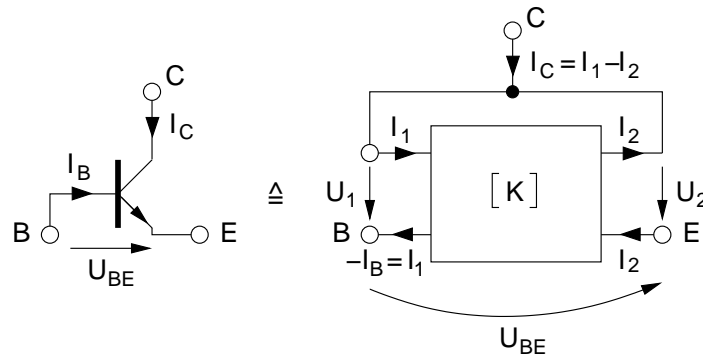 C
I_C
I_B
B
E
U_BE
≙
C
I_C = I_1 – I_2
I_1
I_2
U_1
[K]
U_2
B
E
–I_B = I_1
I_2
U_BE